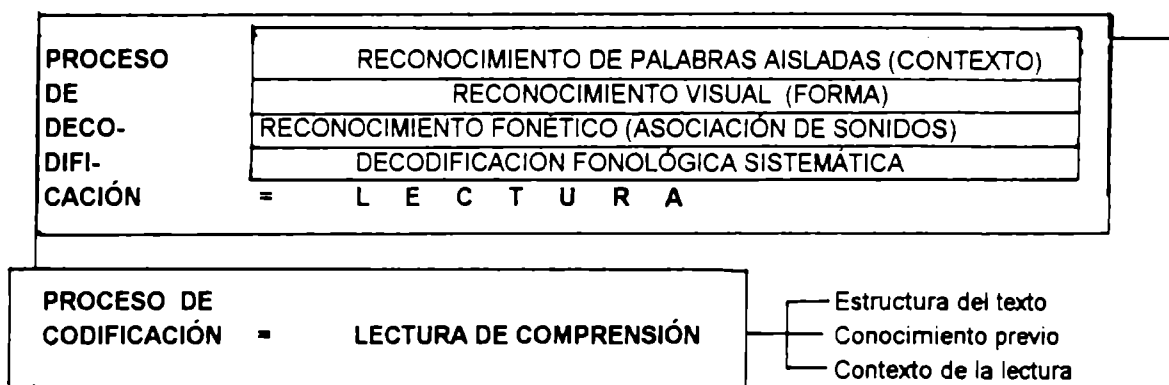 PROCESO RECONOCIMIENTO DE PALABRAS AISLADAS (CONTEXTO)
DE RECONOCIMIENTO VISUAL (FORMA)
DECO- RECONOCIMIENTO FONÉTICO (ASOCIACIÓN DE SONIDOS)
DIFI- DECODIFICACION FONOLÓGICA SISTEMÁTICA
CACIÓN = L E C T U R A
PROCESO DE
CODIFICACIÓN = LECTURA DE COMPRENSIÓN
Estructura del texto
Conocimiento previo
Contexto de la lectura